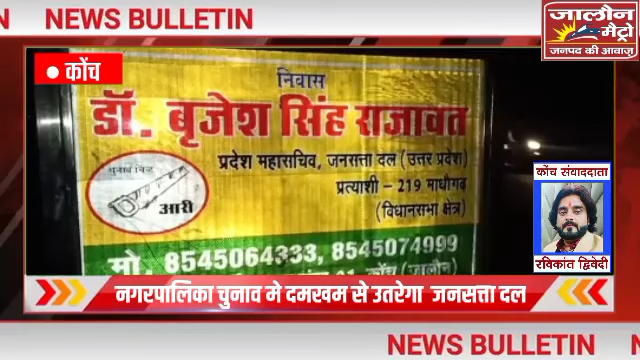 N
NEWS BULLETIN
NEWS
जालौन
मैट्रो
जनपद की आवाज़
कोंच
निवास
डॉ. बृजेश सिंह राजावत
प्रदेश महासचिव, जनसत्ता दल (उत्तर प्रदेश)
प्रत्याशी - 219 माधौगढ़
(विधानसभा क्षेत्र)
चुनाव चिन्ह
आरी
मो. 8545064333, 8545074999
कोंच (जालौन)
कोंच संवाददाता
रविकांत द्विवेदी
नगरपालिका चुनाव मे दमखम से उतरेगा जनसत्ता दल
NEWS BULLETIN
N